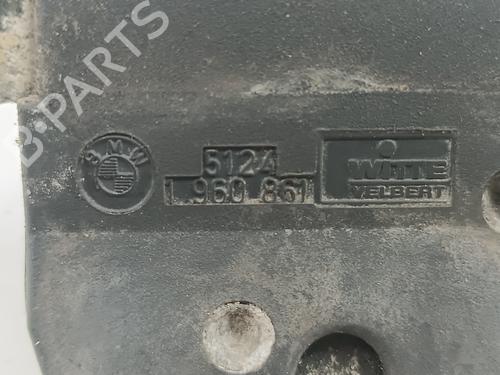 B-PARTS
BMW
5124
1 960 861
WITTE
VELBERT